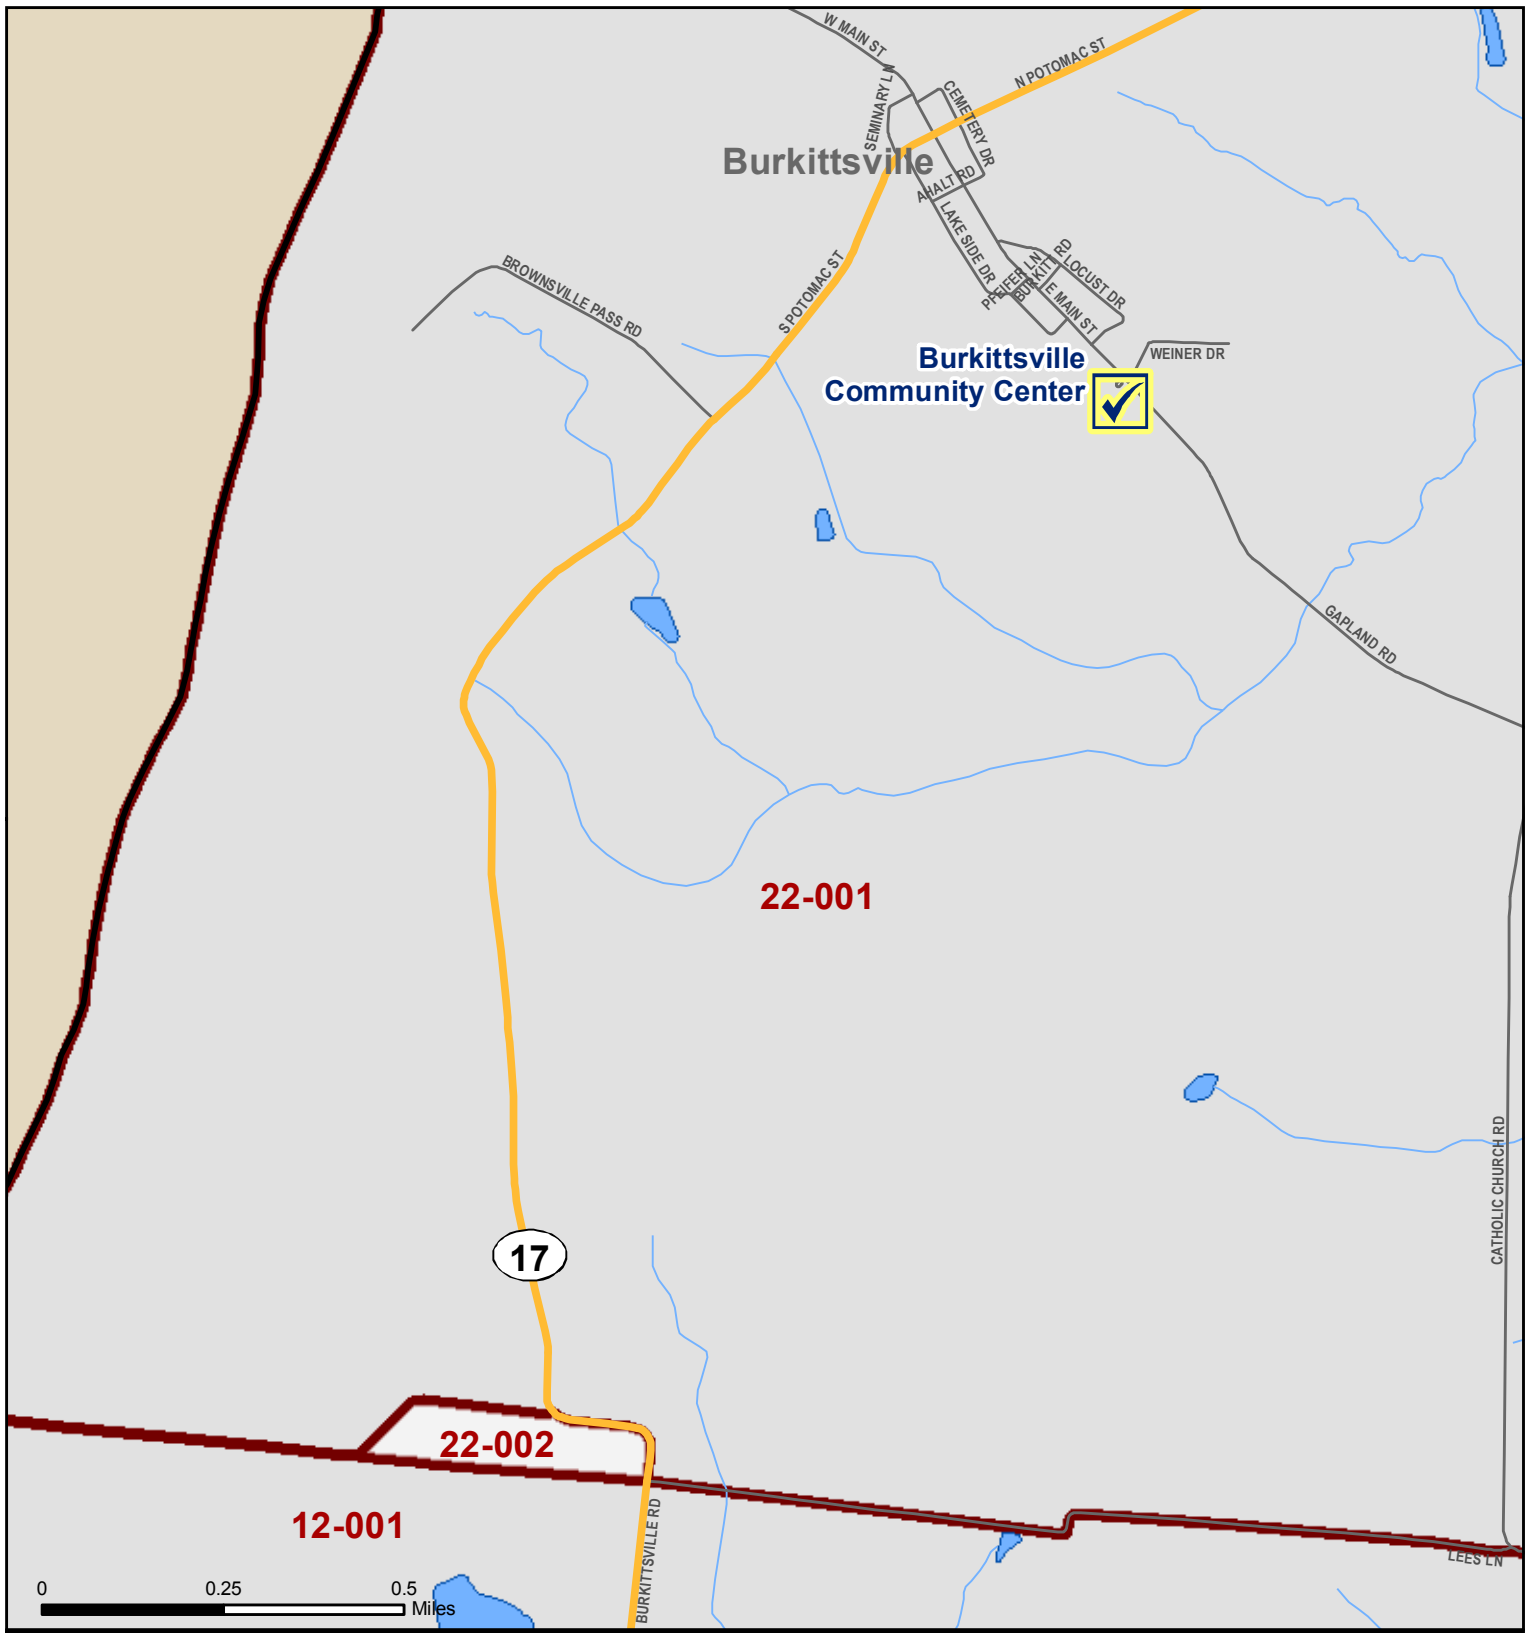 W MAIN ST
SEMINARY LN
CEMETERY DR
N POTOMAC ST
Burkittsville
AHALT RD
LAKE SIDE DR
PFEIFER LN
BURKITT RD
LOCUST DR
E MAIN ST
WEINER DR
BROWNSVILLE PASS RD
S POTOMAC ST
Burkittsville
Community Center
GAPLAND RD
22-001
CATHOLIC CHURCH RD
17
22-002
12-001
BURKITTSVILLE RD
LEES LN
0 0.25 0.5
Miles